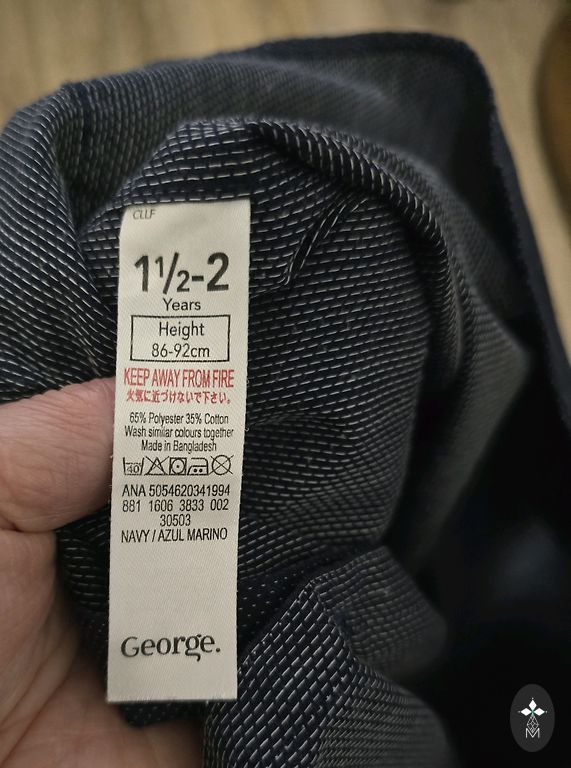 CLLF
1½-2
Years
Height
86-92cm
KEEP AWAY FROM FIRE
火気に近づけないで下さい。
65% Polyester 35% Cotton
Wash similar colours together
Made in Bangladesh
40
ANA 5054620341994
881 1606 3833 002
30503
NAVY / AZUL MARINO
George.